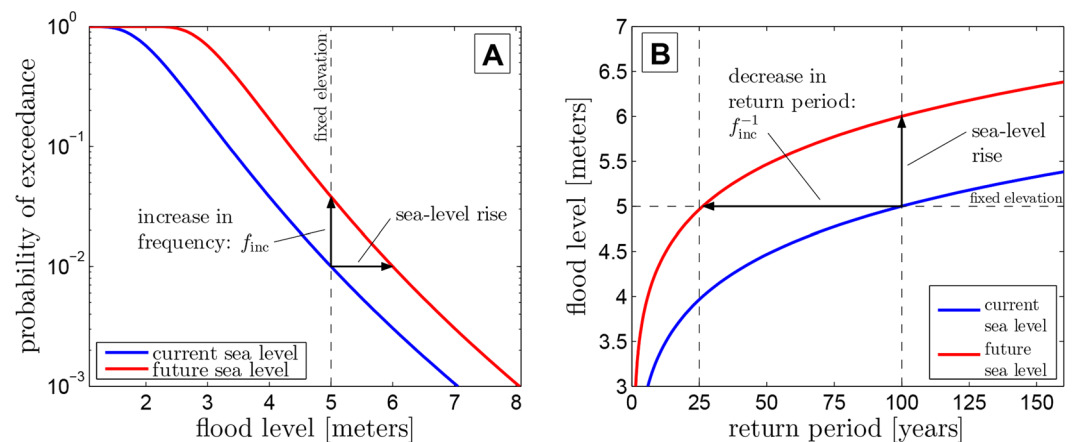 A
probability of exceedance
10^0
10^-1
10^-2
10^-3
fixed elevation
increase in
frequency: f_inc
sea-level rise
current sea level
future sea level
2 3 4 5 6 7 8
flood level [meters]
B
flood level [meters]
7
6.5
6
5.5
5
4.5
4
3.5
3
decrease in
return period:
f_inc^-1
sea-level
rise
fixed elevation
current
sea level
future
sea level
0 25 50 75 100 125 150
return period [years]